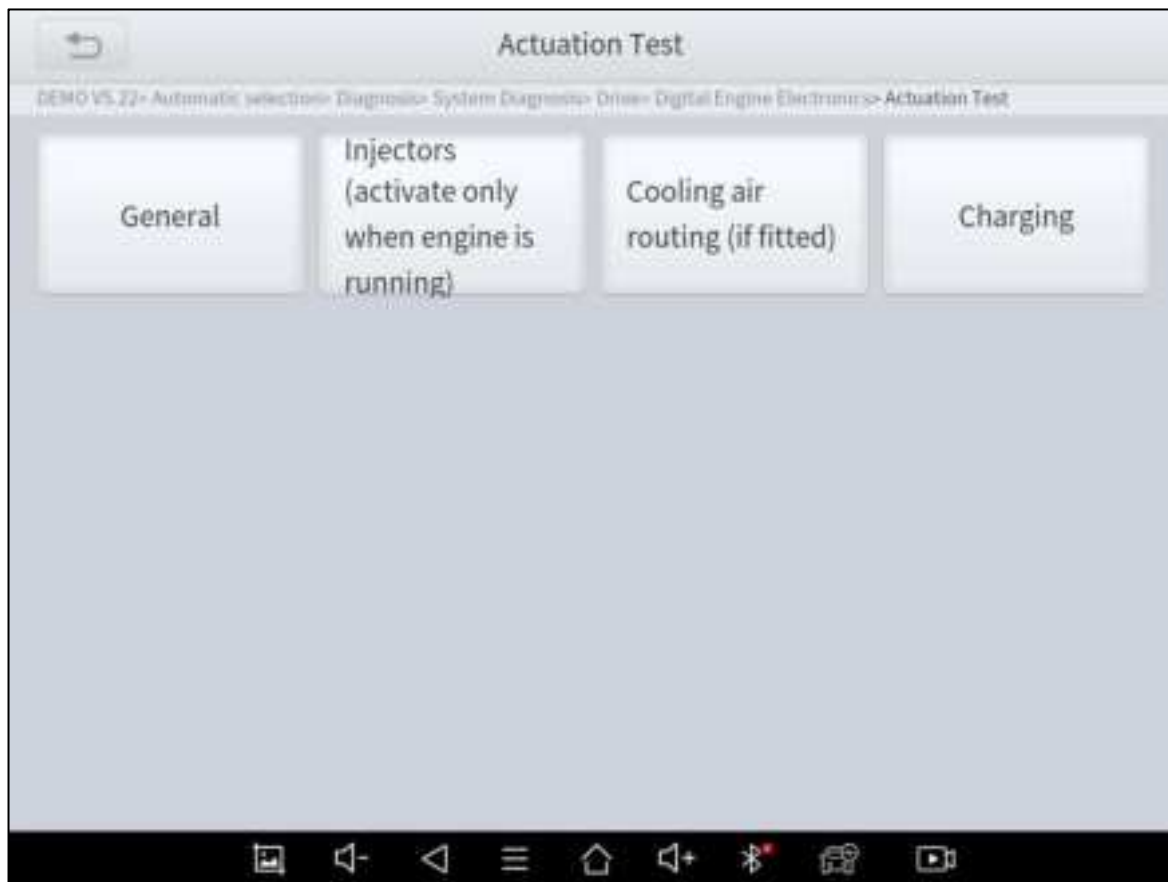 Actuation Test
DEMO V5.22> Automatic selection> Diagnosis> System Diagnosis> Drive> Digital Engine Electronics> Actuation Test
General
Injectors
(activate only
when engine is
running)
Cooling air
routing (if fitted)
Charging